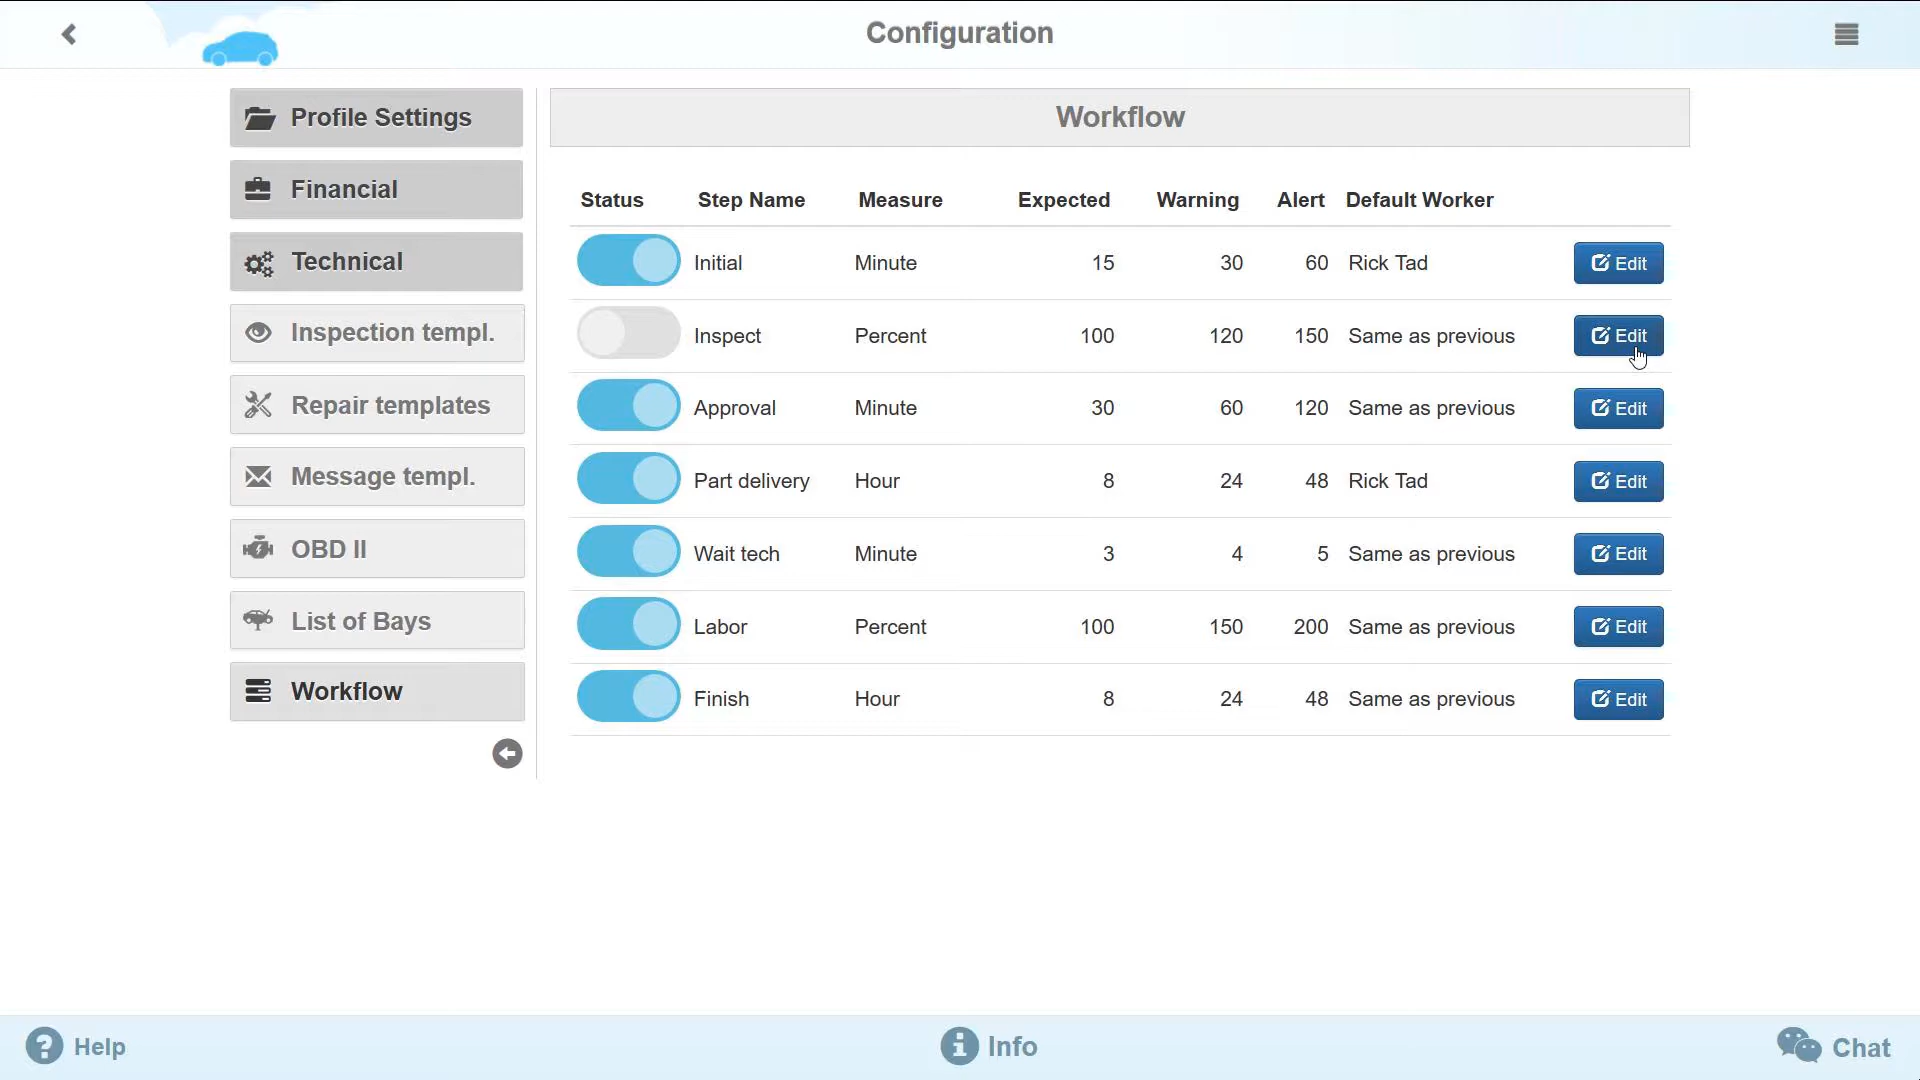 Configuration
Profile Settings
Financial
Technical
Inspection templ.
Repair templates
Message templ.
OBD II
List of Bays
Workflow
Workflow
Status Step Name Measure Expected Warning Alert Default Worker
Initial Minute 15 30 60 Rick Tad Edit
Inspect Percent 100 120 150 Same as previous Edit
Approval Minute 30 60 120 Same as previous Edit
Part delivery Hour 8 24 48 Rick Tad Edit
Wait tech Minute 3 4 5 Same as previous Edit
Labor Percent 100 150 200 Same as previous Edit
Finish Hour 8 24 48 Same as previous Edit
Help
Info
Chat